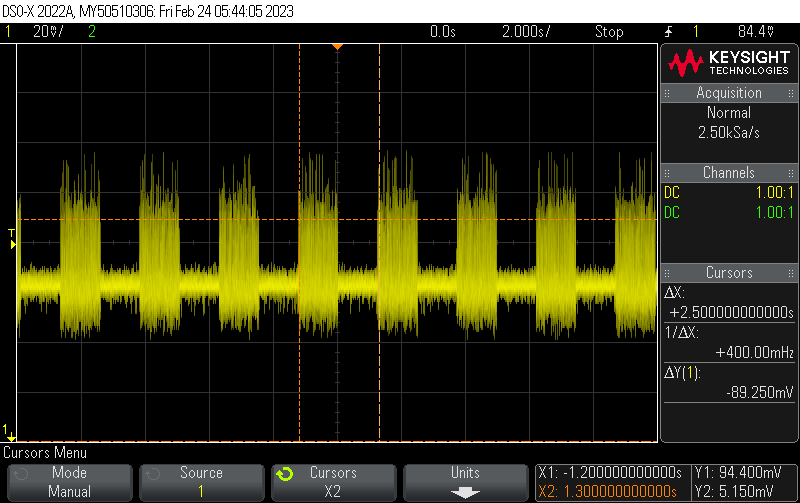 DSO-X 2022A, MY50510306: Fri Feb 24 05:44:05 2023
1 20mV/ 2 0.0s 2.000s/ Stop 1 84.4mV
KEYSIGHT
TECHNOLOGIES
Acquisition
Normal
2.50kSa/s
Channels
DC 1.00:1
DC 1.00:1
T
Cursors
ΔX:
+2.500000000000s
1/ΔX:
+400.00mHz
ΔY(1):
-89.250mV
1
Cursors Menu
Mode
Manual
Source
1
Cursors
X2
Units
X1: -1.200000000000s Y1: 94.400mV
X2: 1.300000000000s Y2: 5.150mV